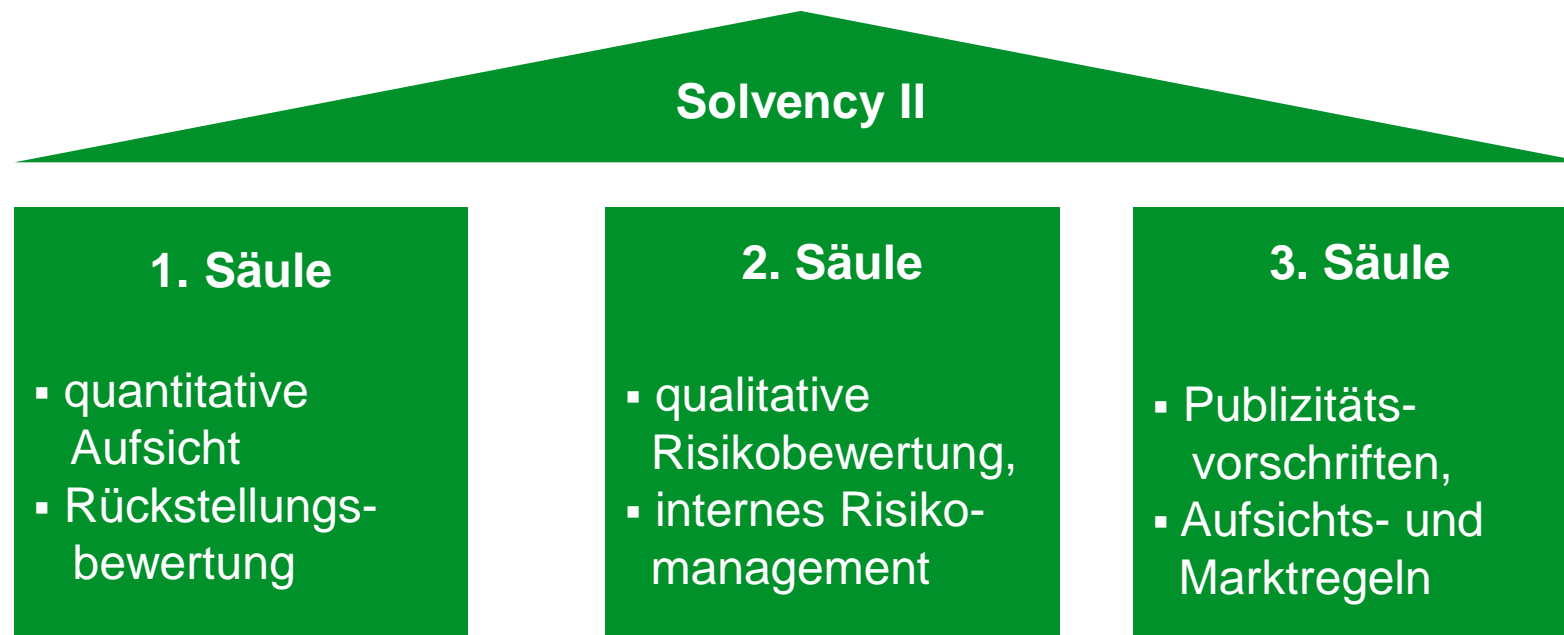 Solvency II
1. Säule
▪ quantitative
Aufsicht
▪ Rückstellungs-
bewertung
2. Säule
▪ qualitative
Risikobewertung,
▪ internes Risiko-
management
3. Säule
▪ Publizitäts-
vorschriften,
▪ Aufsichts- und
Marktregeln